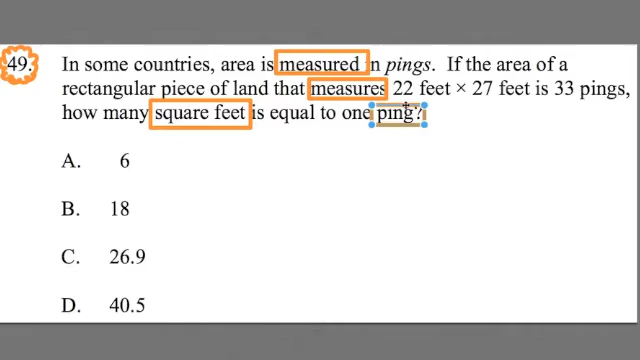 49. In some countries, area is measured in pings. If the area of a
rectangular piece of land that measures 22 feet × 27 feet is 33 pings,
how many square feet is equal to one ping?
A. 6
B. 18
C. 26.9
D. 40.5